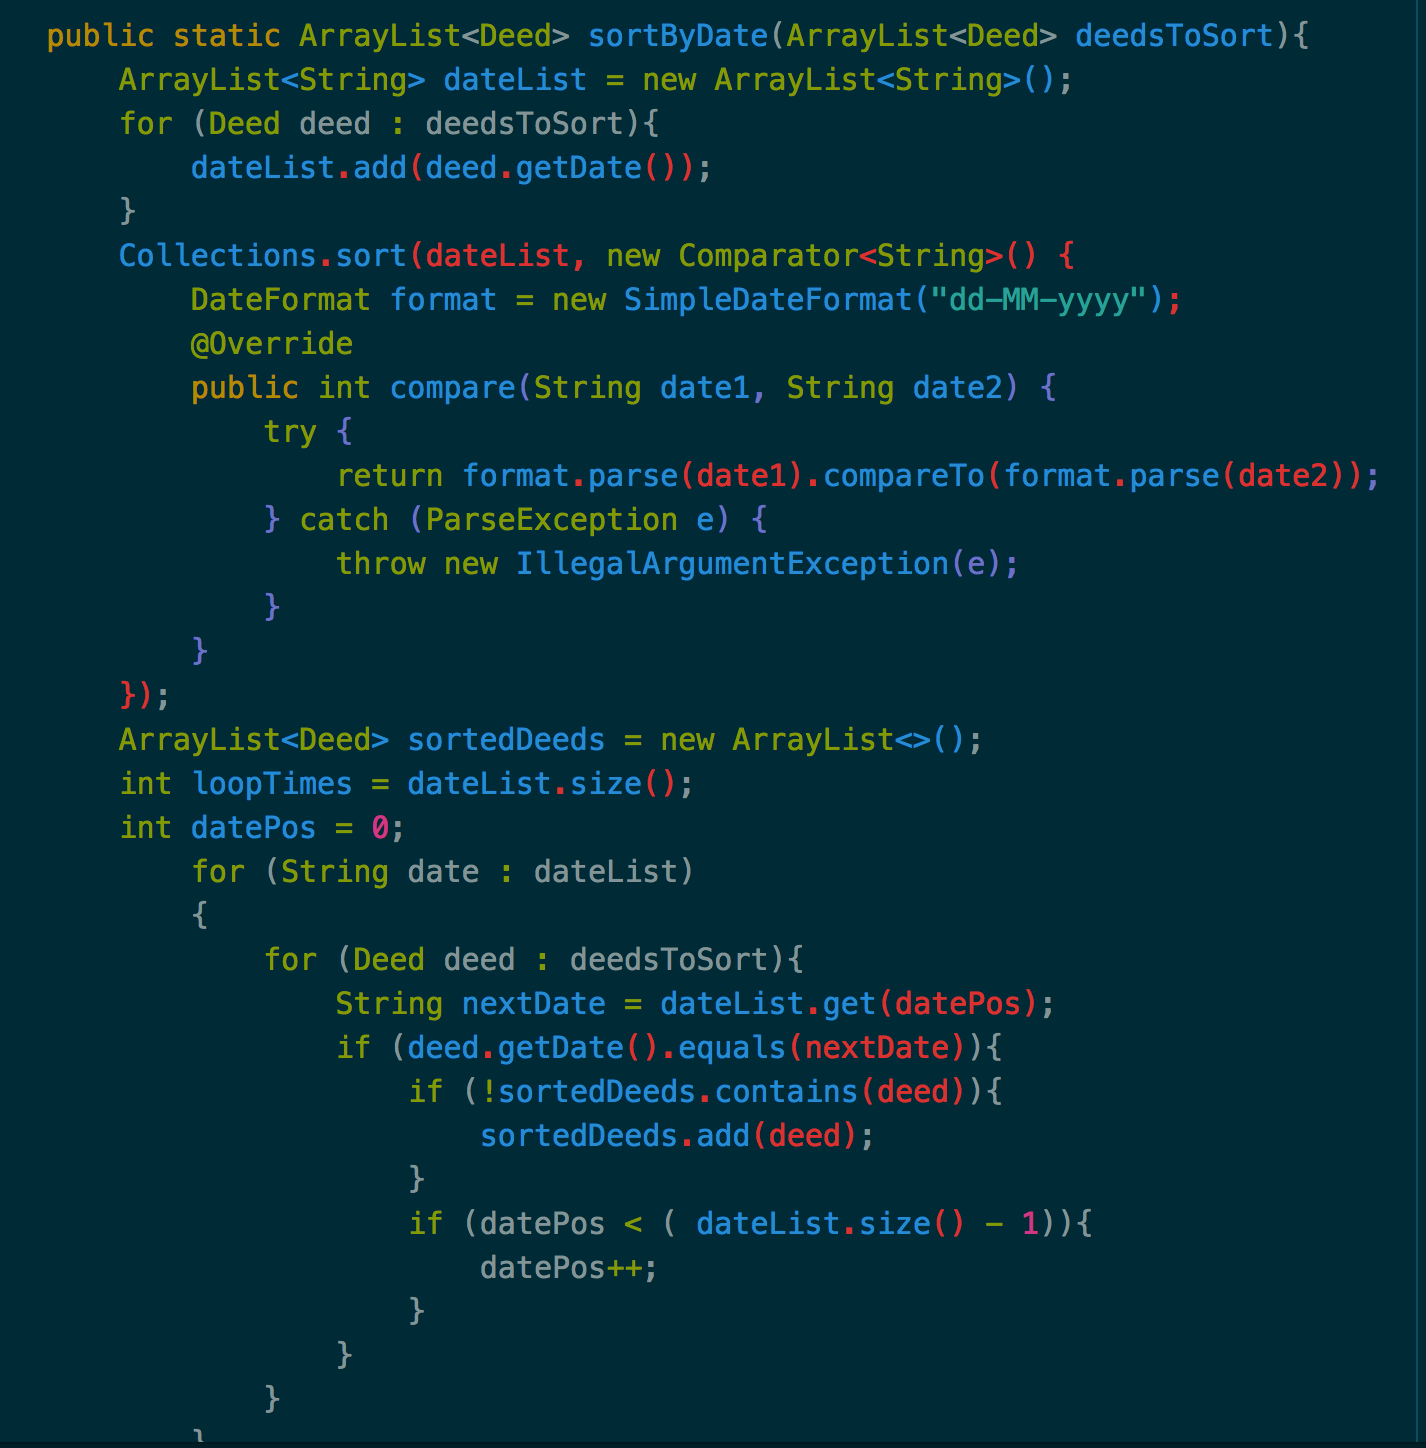 public static ArrayList<Deed> sortByDate(ArrayList<Deed> deedsToSort){
    ArrayList<String> dateList = new ArrayList<String>();
    for (Deed deed : deedsToSort){
        dateList.add(deed.getDate());
    }
    Collections.sort(dateList, new Comparator<String>() {
        DateFormat format = new SimpleDateFormat("dd-MM-yyyy");
        @Override
        public int compare(String date1, String date2) {
            try {
                return format.parse(date1).compareTo(format.parse(date2));
            } catch (ParseException e) {
                throw new IllegalArgumentException(e);
            }
        }
    });
    ArrayList<Deed> sortedDeeds = new ArrayList<>();
    int loopTimes = dateList.size();
    int datePos = 0;
        for (String date : dateList)
        {
            for (Deed deed : deedsToSort){
                String nextDate = dateList.get(datePos);
                if (deed.getDate().equals(nextDate)){
                    if (!sortedDeeds.contains(deed)){
                        sortedDeeds.add(deed);
                    }
                    if (datePos < ( dateList.size() - 1)){
                        datePos++;
                    }
                }
            }
        }